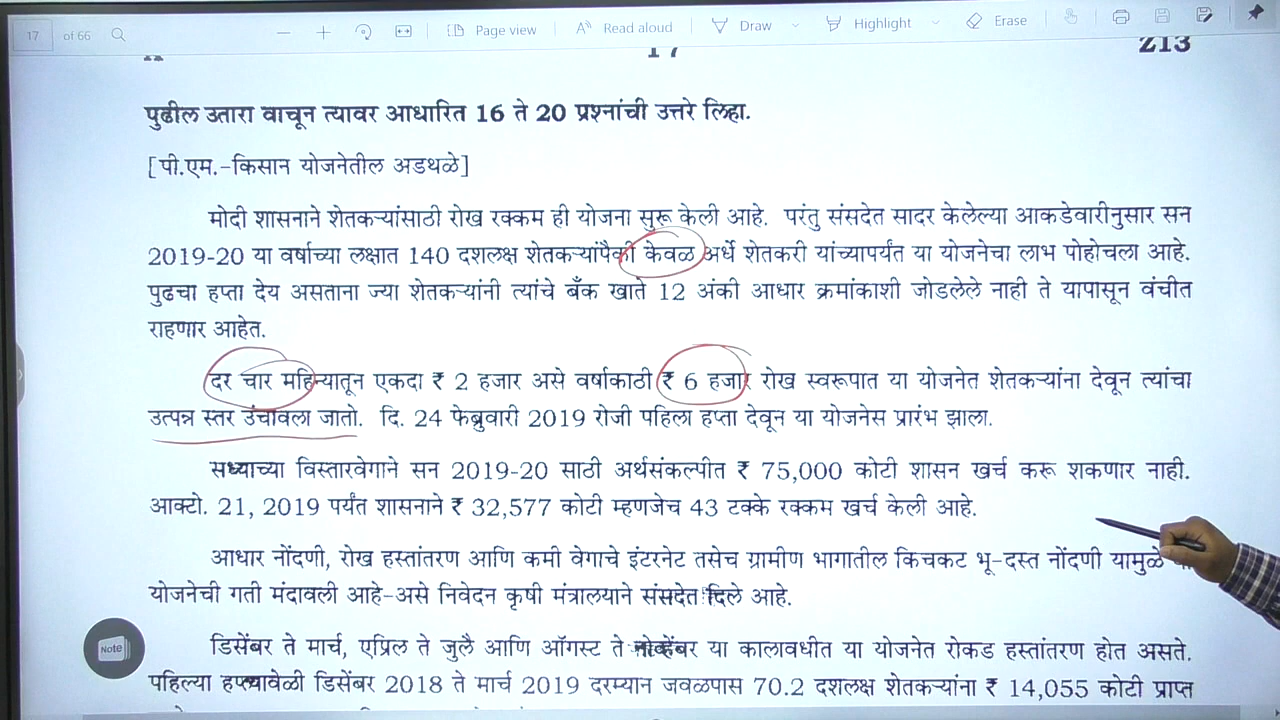 17 of 66 Page view Read aloud Draw Highlight Erase
17 Z13
पुढील उतारा वाचून त्यावर आधारित 16 ते 20 प्रश्नांची उत्तरे लिहा.
[पी.एम.-किसान योजनेतील अडथळे]
मोदी शासनाने शेतकऱ्यांसाठी रोख रक्कम ही योजना सुरू केली आहे. परंतु संसदेत सादर केलेल्या आकडेवारीनुसार सन
2019-20 या वर्षाच्या लक्षात 140 दशलक्ष शेतकऱ्यांपैकी केवळ अर्धे शेतकरी यांच्यापर्यंत या योजनेचा लाभ पोहोचला आहे.
पुढचा हप्ता देय असताना ज्या शेतकऱ्यांनी त्यांचे बँक खाते 12 अंकी आधार क्रमांकाशी जोडलेले नाही ते यापासून वंचीत
राहणार आहेत.
दर चार महिन्यातून एकदा ₹ 2 हजार असे वर्षाकाठी ₹ 6 हजार रोख स्वरूपात या योजनेत शेतकऱ्यांना देवून त्यांचा
उत्पन्न स्तर उंचावला जातो. दि. 24 फेब्रुवारी 2019 रोजी पहिला हप्ता देवून या योजनेस प्रारंभ झाला.
सध्याच्या विस्तारवेगाने सन 2019-20 साठी अर्थसंकल्पीत ₹ 75,000 कोटी शासन खर्च करू शकणार नाही.
आक्टो. 21, 2019 पर्यंत शासनाने ₹ 32,577 कोटी म्हणजेच 43 टक्के रक्कम खर्च केली आहे.
आधार नोंदणी, रोख हस्तांतरण आणि कमी वेगाचे इंटरनेट तसेच ग्रामीण भागातील किचकट भू-दस्त नोंदणी यामुळे
योजनेची गती मंदावली आहे-असे निवेदन कृषी मंत्रालयाने संसदेत दिले आहे.
डिसेंबर ते मार्च, एप्रिल ते जुलै आणि ऑगस्ट ते नोव्हेंबर या कालावधीत या योजनेत रोकड हस्तांतरण होत असते.
पहिल्या हप्त्यावेळी डिसेंबर 2018 ते मार्च 2019 दरम्यान जवळपास 70.2 दशलक्ष शेतकऱ्यांना ₹ 14,055 कोटी प्राप्त
Note